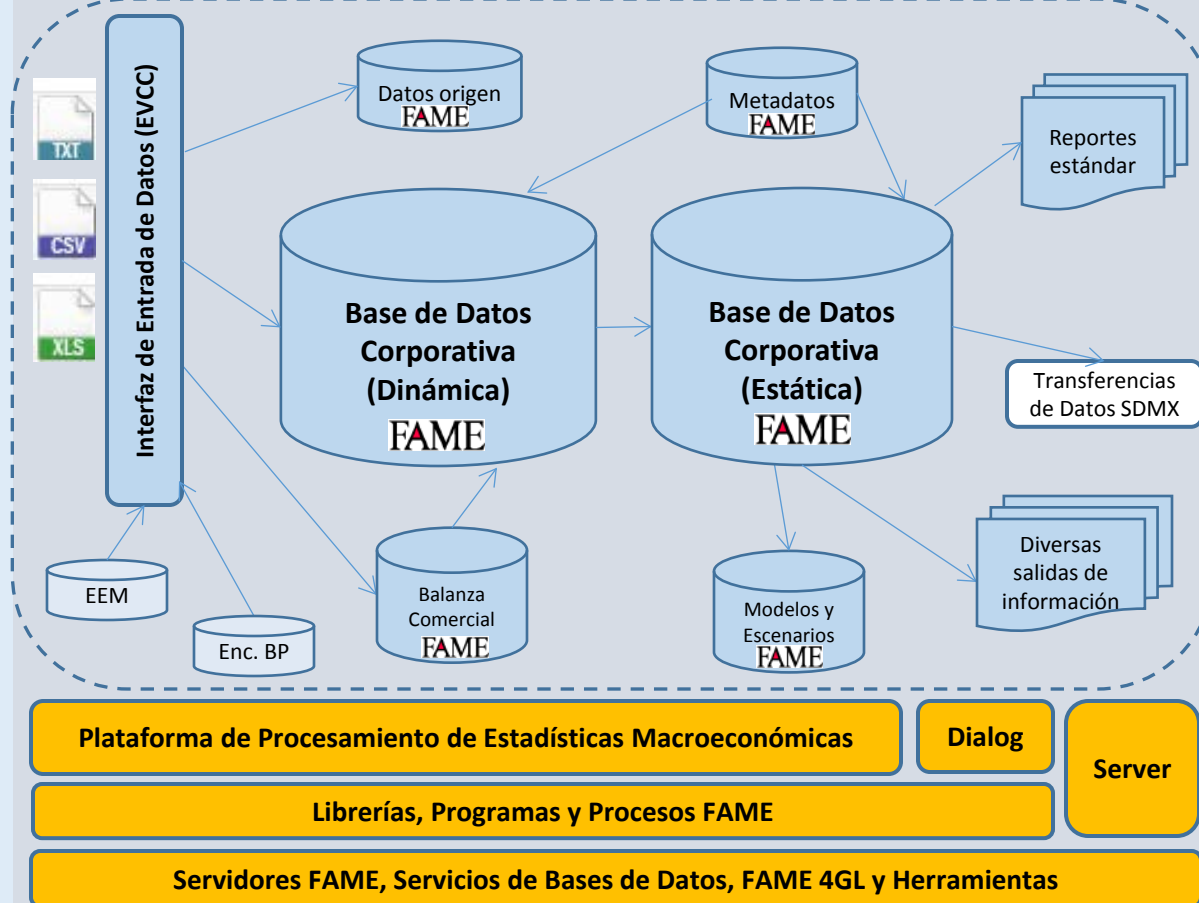 Interfaz de Entrada de Datos (EVCC)
TXT
CSV
XLS
Datos origen
FAME
Metadatos
FAME
Reportes
estándar
Base de Datos
Corporativa
(Dinámica)
FAME
Base de Datos
Corporativa
(Estática)
FAME
Transferencias
de Datos SDMX
EEM
Enc. BP
Balanza
Comercial
FAME
Modelos y
Escenarios
FAME
Diversas
salidas de
información
Plataforma de Procesamiento de Estadísticas Macroeconómicas
Dialog
Server
Librerías, Programas y Procesos FAME
Servidores FAME, Servicios de Bases de Datos, FAME 4GL y Herramientas